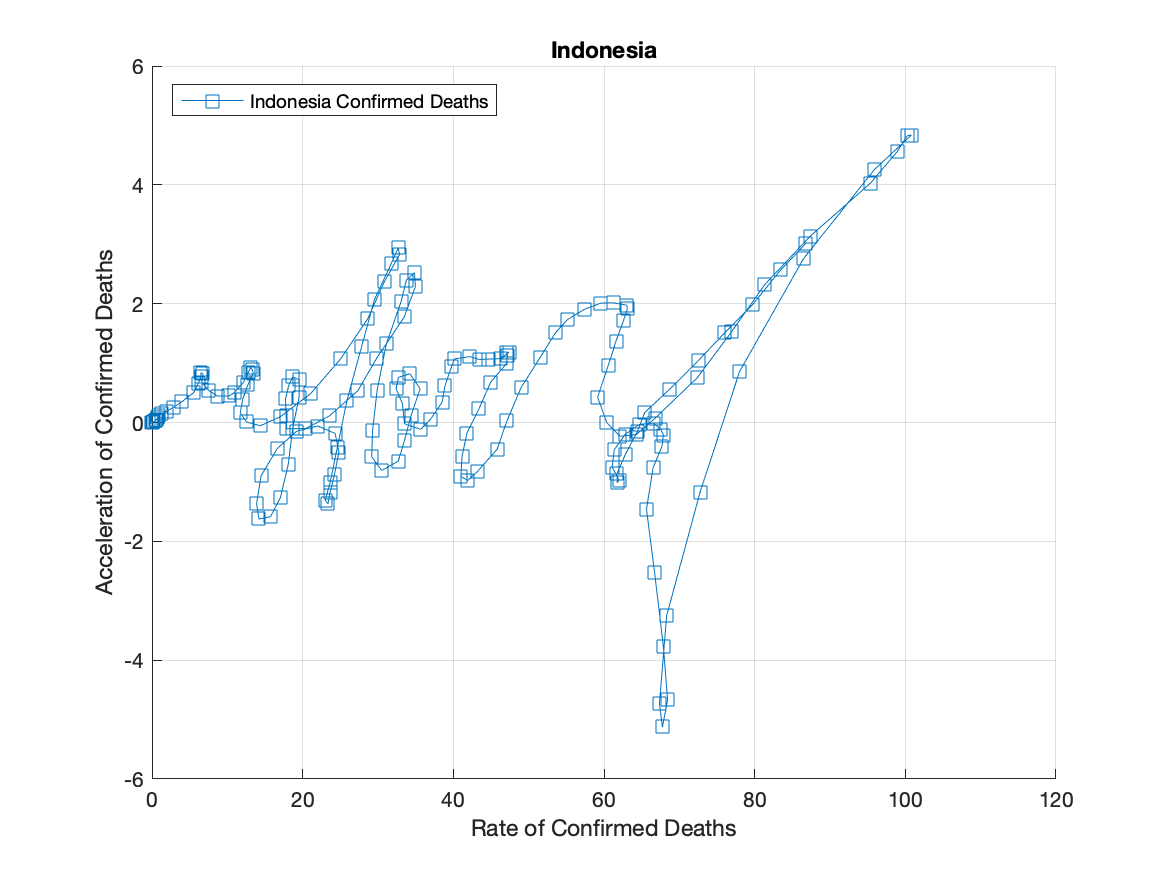 Indonesia
6
Indonesia Confirmed Deaths
4
2
0
-2
-4
-6
Acceleration of Confirmed Deaths
0 20 40 60 80 100 120
Rate of Confirmed Deaths